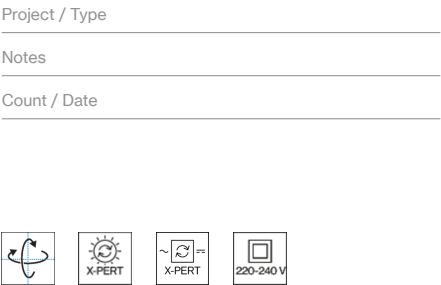 Project / Type
Notes
Count / Date
X-PERT
X-PERT
220-240 V